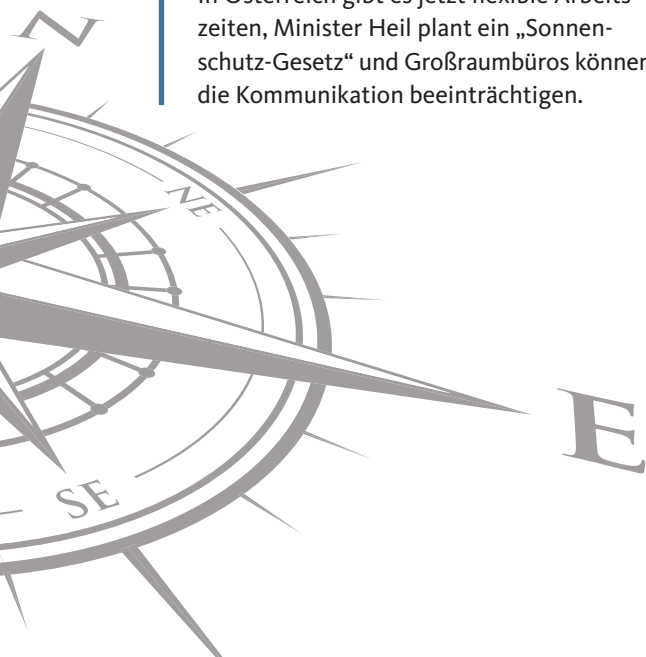 In Österreich gibt es jetzt flexible Arbeits-
zeiten, Minister Heil plant ein „Sonnen-
schutz-Gesetz“ und Großraumbüros können
die Kommunikation beeinträchtigen.
N
NE
E
SE